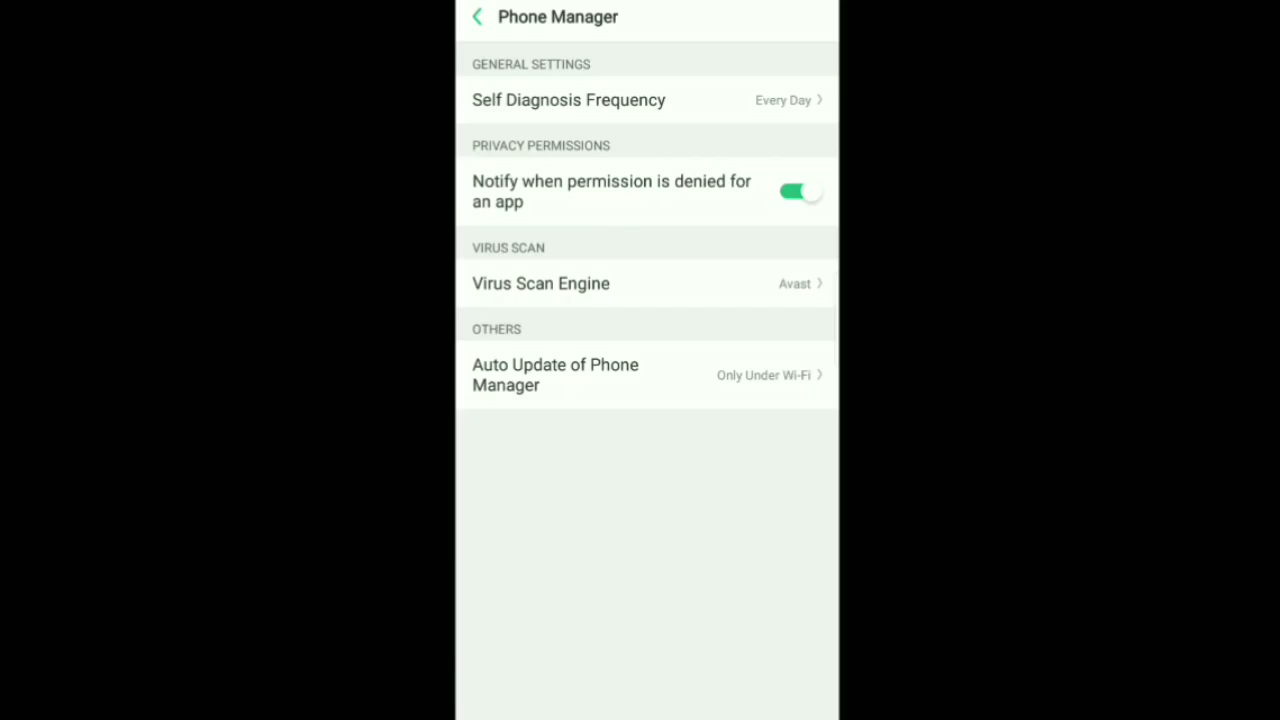 Phone Manager
GENERAL SETTINGS
Self Diagnosis Frequency
Every Day
PRIVACY PERMISSIONS
Notify when permission is denied for
an app
VIRUS SCAN
Virus Scan Engine
Avast
OTHERS
Auto Update of Phone
Manager
Only Under Wi-Fi